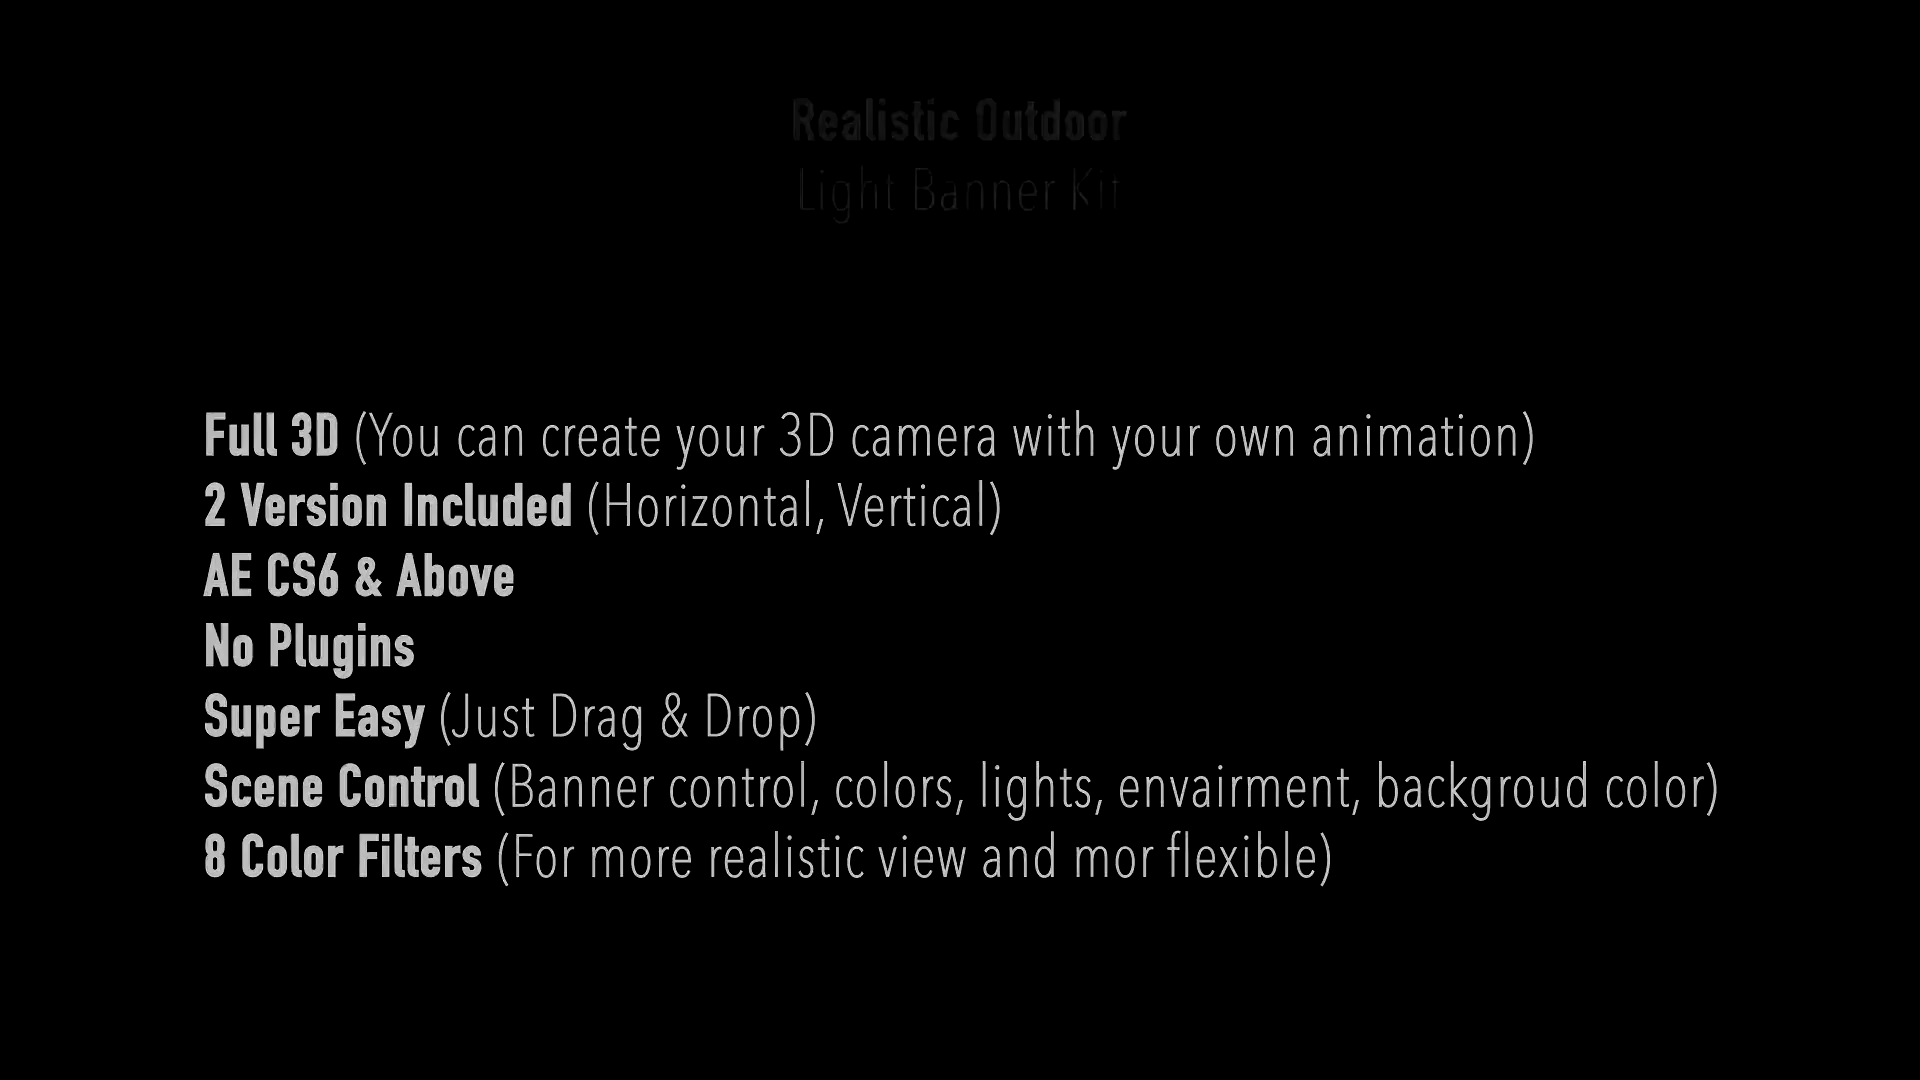 Realistic Outdoor
Light Banner Kit
Full 3D (You can create your 3D camera with your own animation)
2 Version Included (Horizontal, Vertical)
AE CS6 & Above
No Plugins
Super Easy (Just Drag & Drop)
Scene Control (Banner control, colors, lights, envairment, backgroud color)
8 Color Filters (For more realistic view and mor flexible)